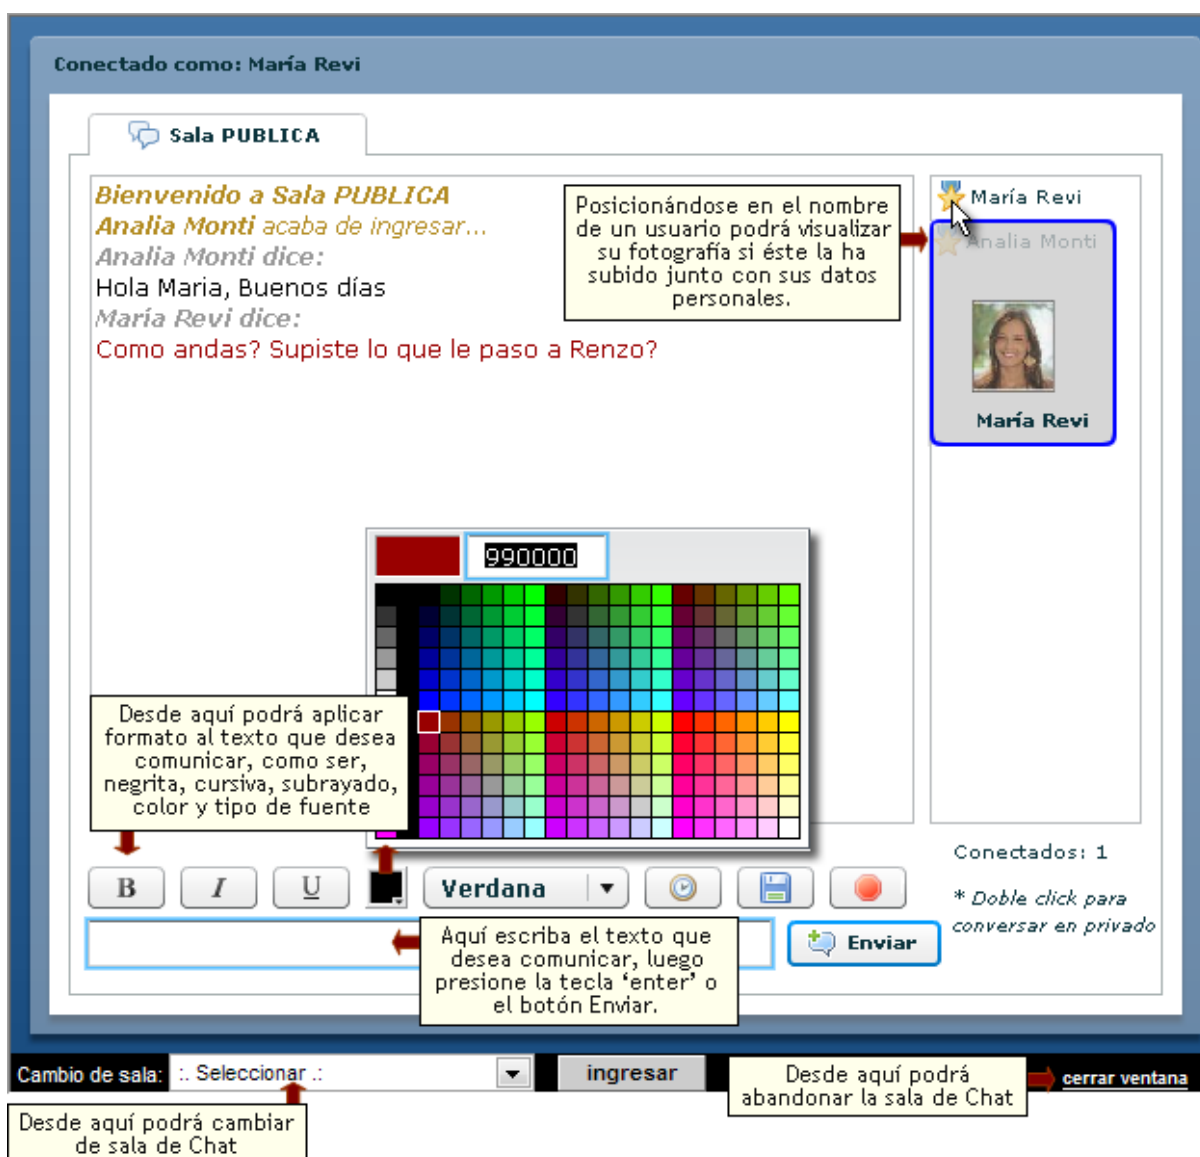 Conectado como: María Revi
Sala PUBLICA
Bienvenido a Sala PUBLICA
Analia Monti acaba de ingresar...
Analia Monti dice:
Hola Maria, Buenos días
María Revi dice:
Como andas? Supiste lo que le paso a Renzo?
Posicionándose en el nombre
de un usuario podrá visualizar
su fotografía si éste la ha
subido junto con sus datos
personales.
María Revi
Analia Monti
María Revi
990000
Desde aquí podrá aplicar
formato al texto que desea
comunicar, como ser,
negrita, cursiva, subrayado,
color y tipo de fuente
B
I
U
Verdana
Conectados: 1
* Doble click para
conversar en privado
Aquí escriba el texto que
desea comunicar, luego
presione la tecla ‘enter’ o
el botón Enviar.
Enviar
Cambio de sala:
:. Seleccionar .:
ingresar
Desde aquí podrá
abandonar la sala de Chat
cerrar ventana
Desde aquí podrá cambiar
de sala de Chat